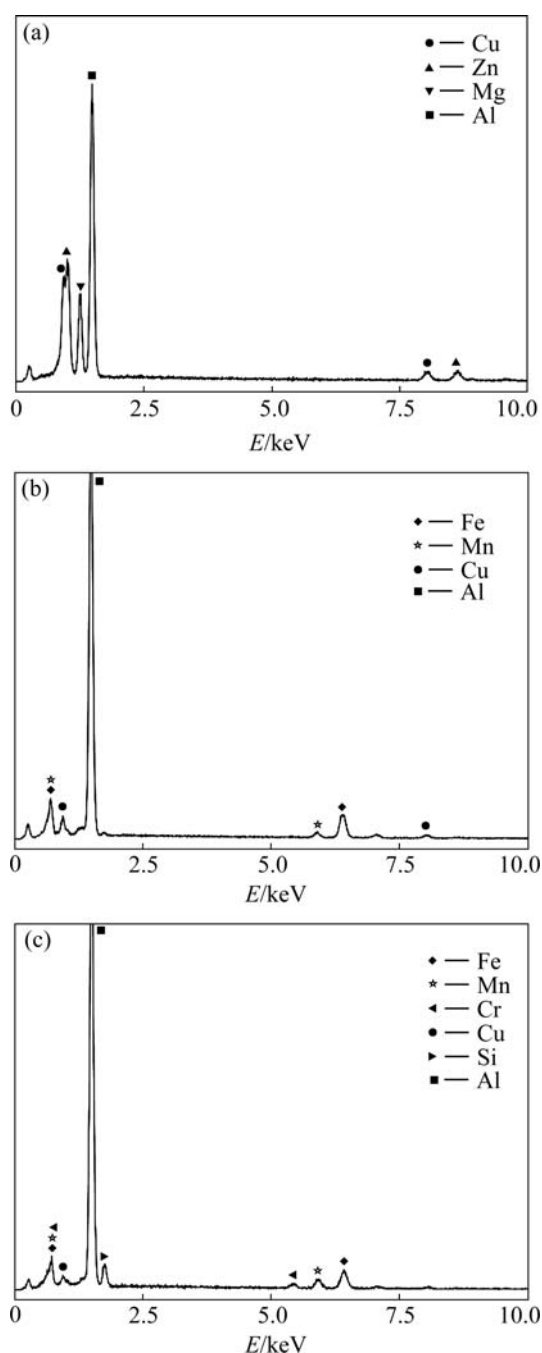 (a)
● — Cu
▲ — Zn
▼ — Mg
■ — Al
0 2.5 5.0 7.5 10.0
E/keV
(b)
◆ — Fe
☆ — Mn
● — Cu
■ — Al
0 2.5 5.0 7.5 10.0
E/keV
(c)
◆ — Fe
☆ — Mn
◀ — Cr
● — Cu
▶ — Si
■ — Al
0 2.5 5.0 7.5 10.0
E/keV